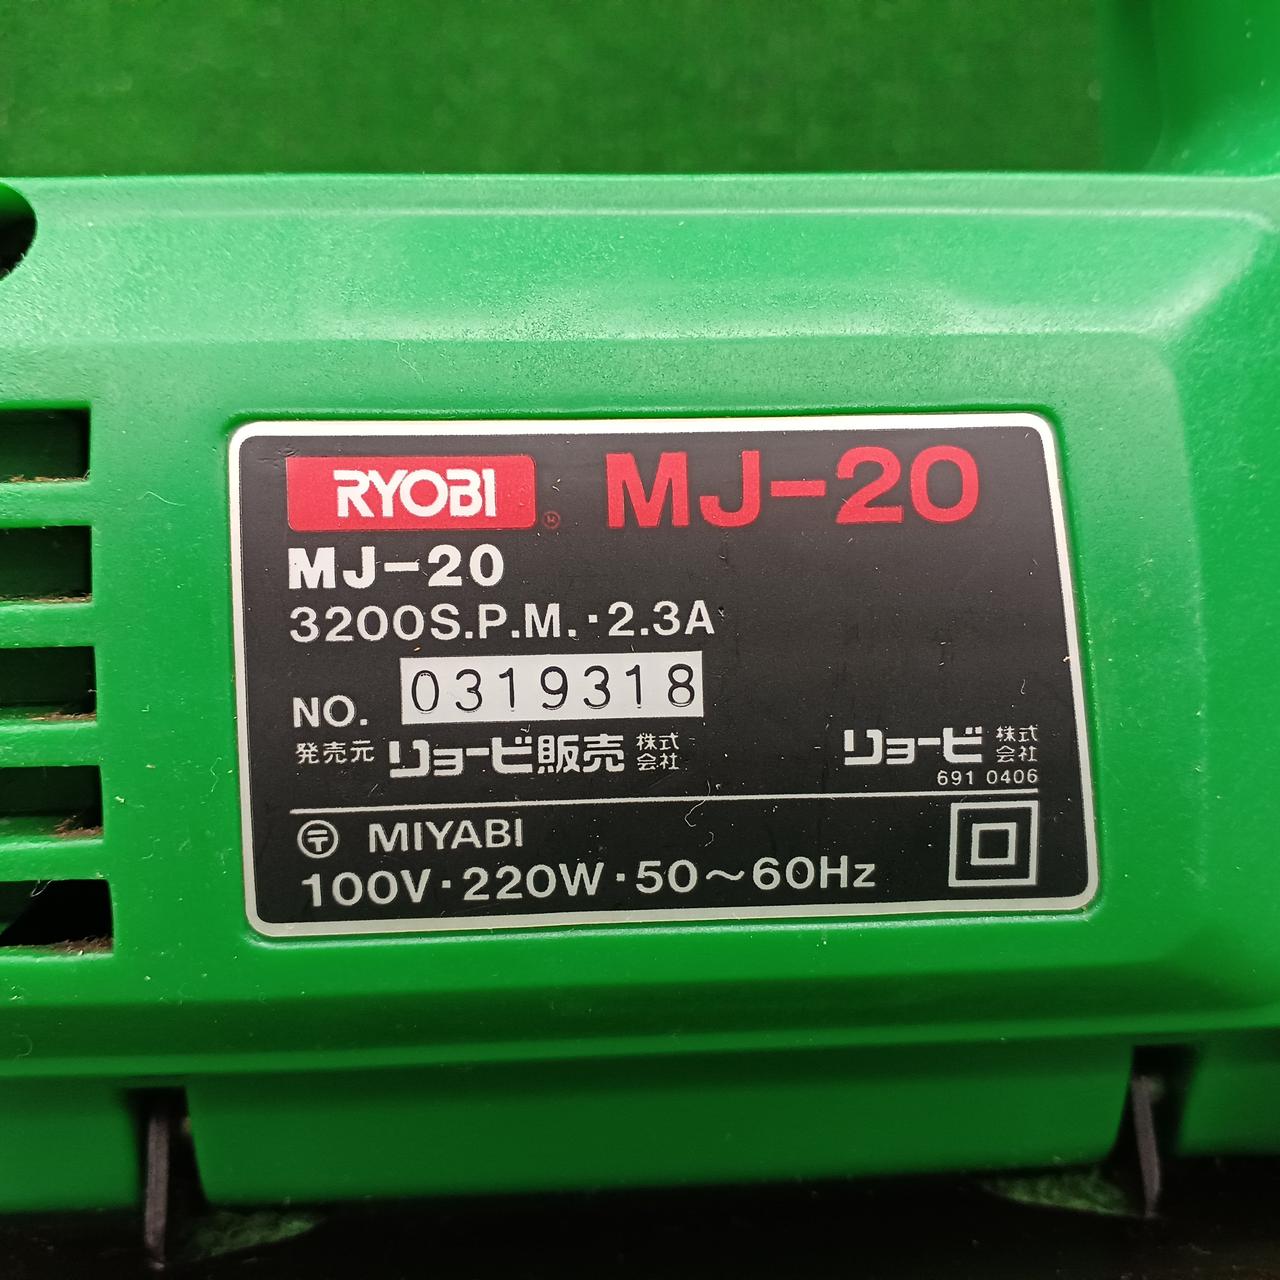 RYOBI ® MJ-20
MJ-20
3200S.P.M.・2.3A
NO. 0319318
発売元 リョービ販売 株式会社 リョービ 株式会社
691 0406
〒 MIYABI
100V・220W・50〜60Hz